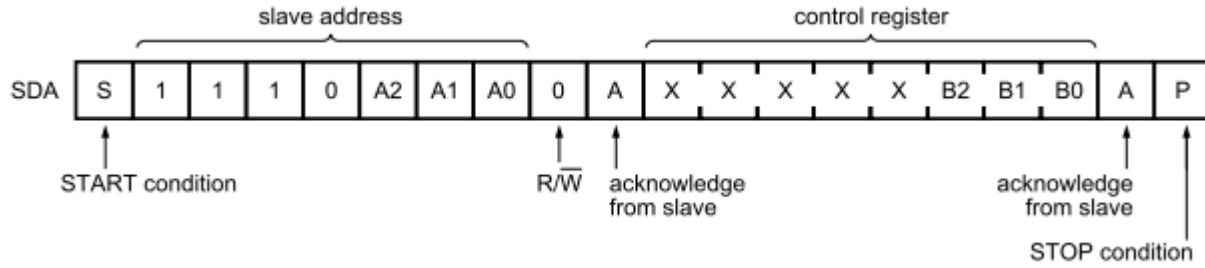 slave address control register
SDA S 1 1 1 0 A2 A1 A0 0 A X X X X X B2 B1 B0 A P
START condition R/W̅ acknowledge from slave acknowledge from slave
STOP condition